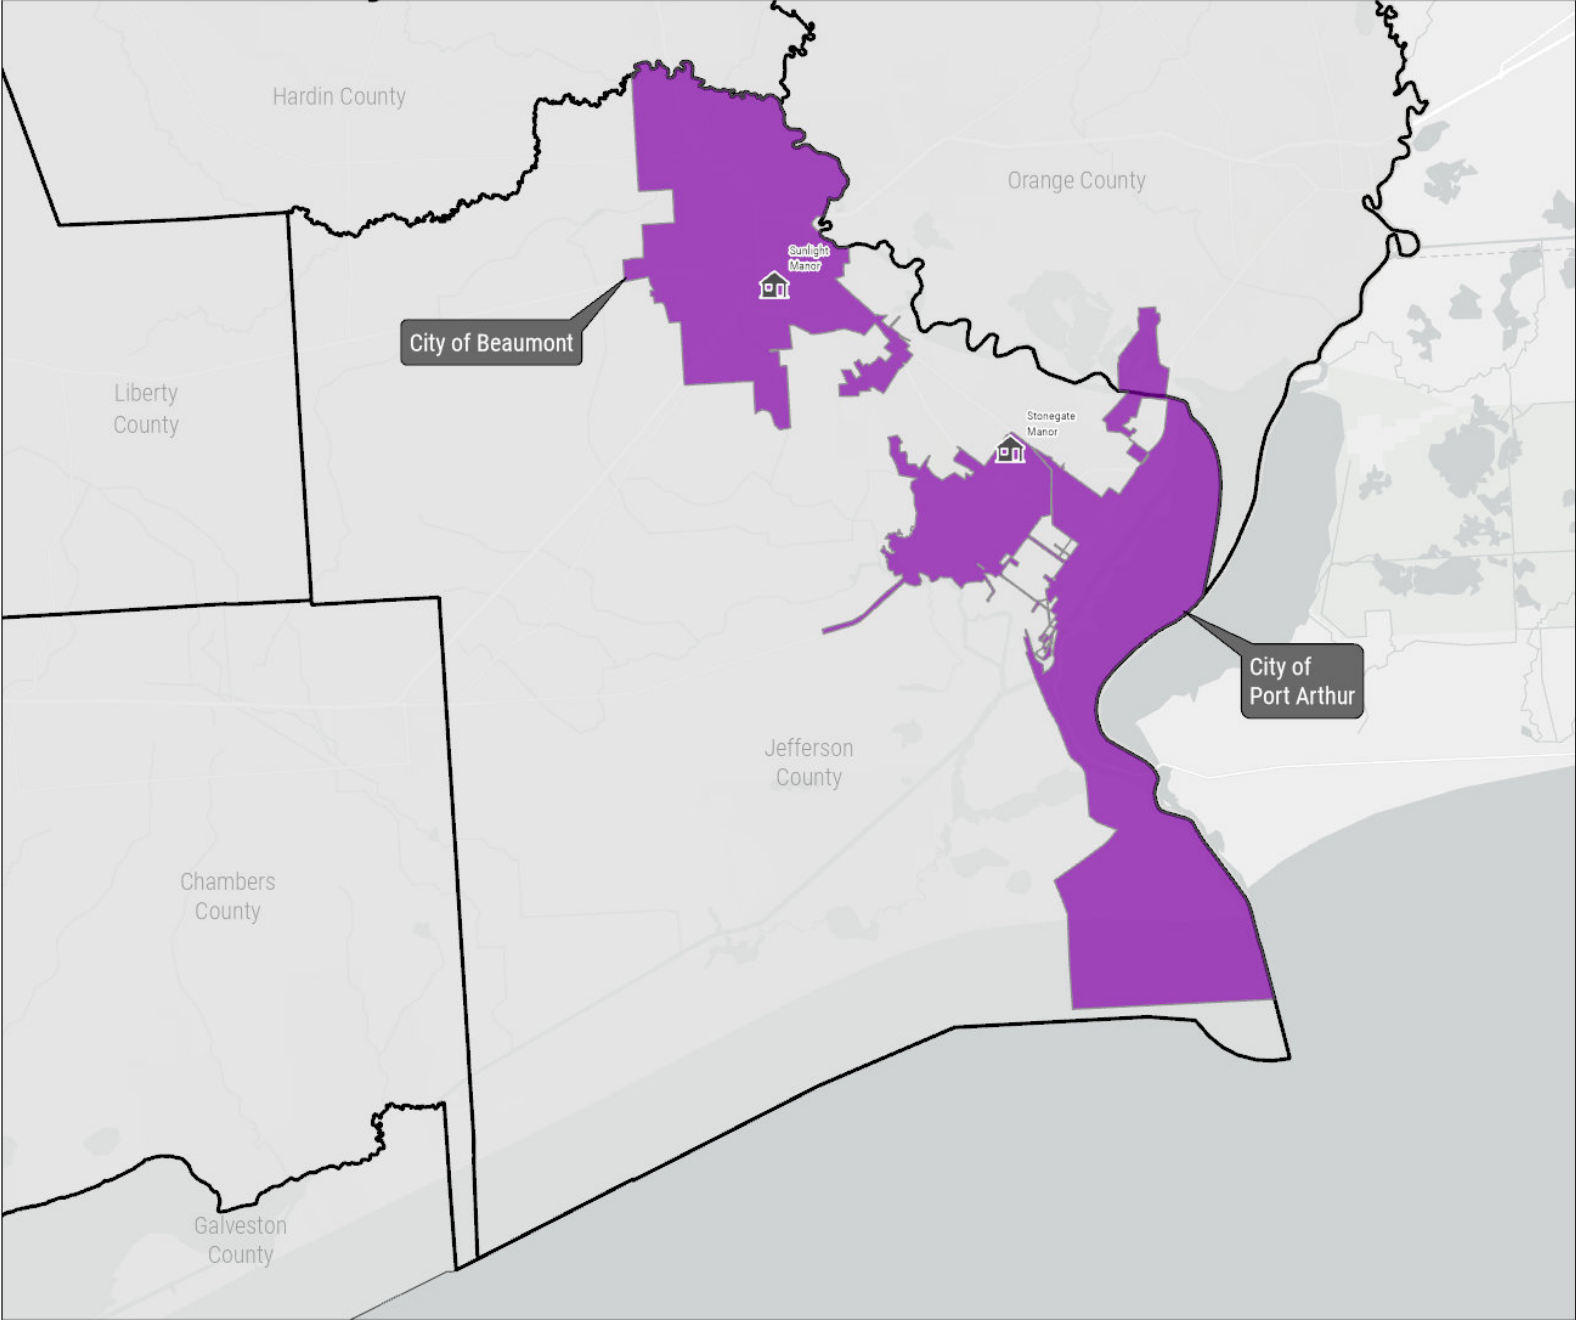 Hardin County
Orange County
Sunlight
Manor
City of Beaumont
Liberty
County
Stonegate
Manor
City of
Port Arthur
Jefferson
County
Chambers
County
Galveston
County